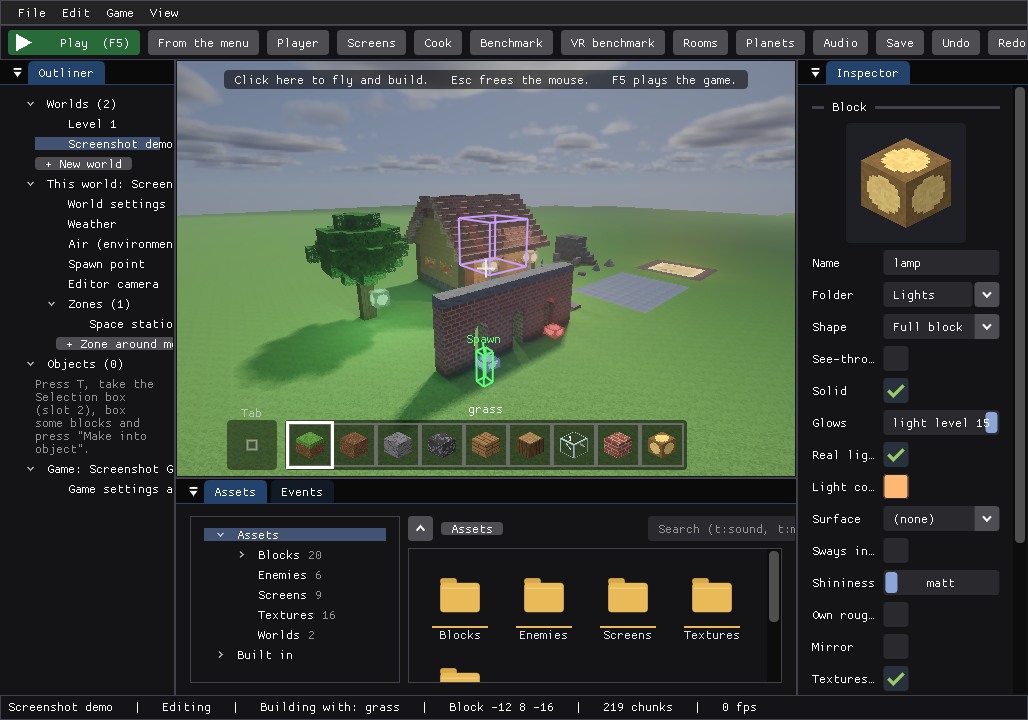 File Edit Game View
Play (F5) From the menu Player Screens Cook Benchmark VR benchmark Rooms Planets Audio Save Undo Redo
Outliner
Worlds (2)
Level 1
Screenshot demo
+ New world
This world: Screen
World settings
Weather
Air (environmen
Spawn point
Editor camera
Zones (1)
Space statio
+ Zone around m
Objects (0)
Press T, take the
Selection box
(slot 2), box
some blocks and
press "Make into
object".
Game: Screenshot G
Game settings a
Click here to fly and build. Esc frees the mouse. F5 plays the game.
Spawn
grass
Tab
Assets Events
Assets
Blocks 20
Enemies 6
Screens 9
Textures 16
Worlds 2
Built in
Assets
Search (t:sound, t:m
Blocks Enemies Screens Textures
Inspector
Block
Name lamp
Folder Lights
Shape Full block
See-thro…
Solid
Glows light level 15
Real lig…
Light co…
Surface (none)
Sways in…
Shininess matt
Own roug…
Mirror
Textures…
Screenshot demo | Editing | Building with: grass | Block -12 8 -16 | 219 chunks | 0 fps